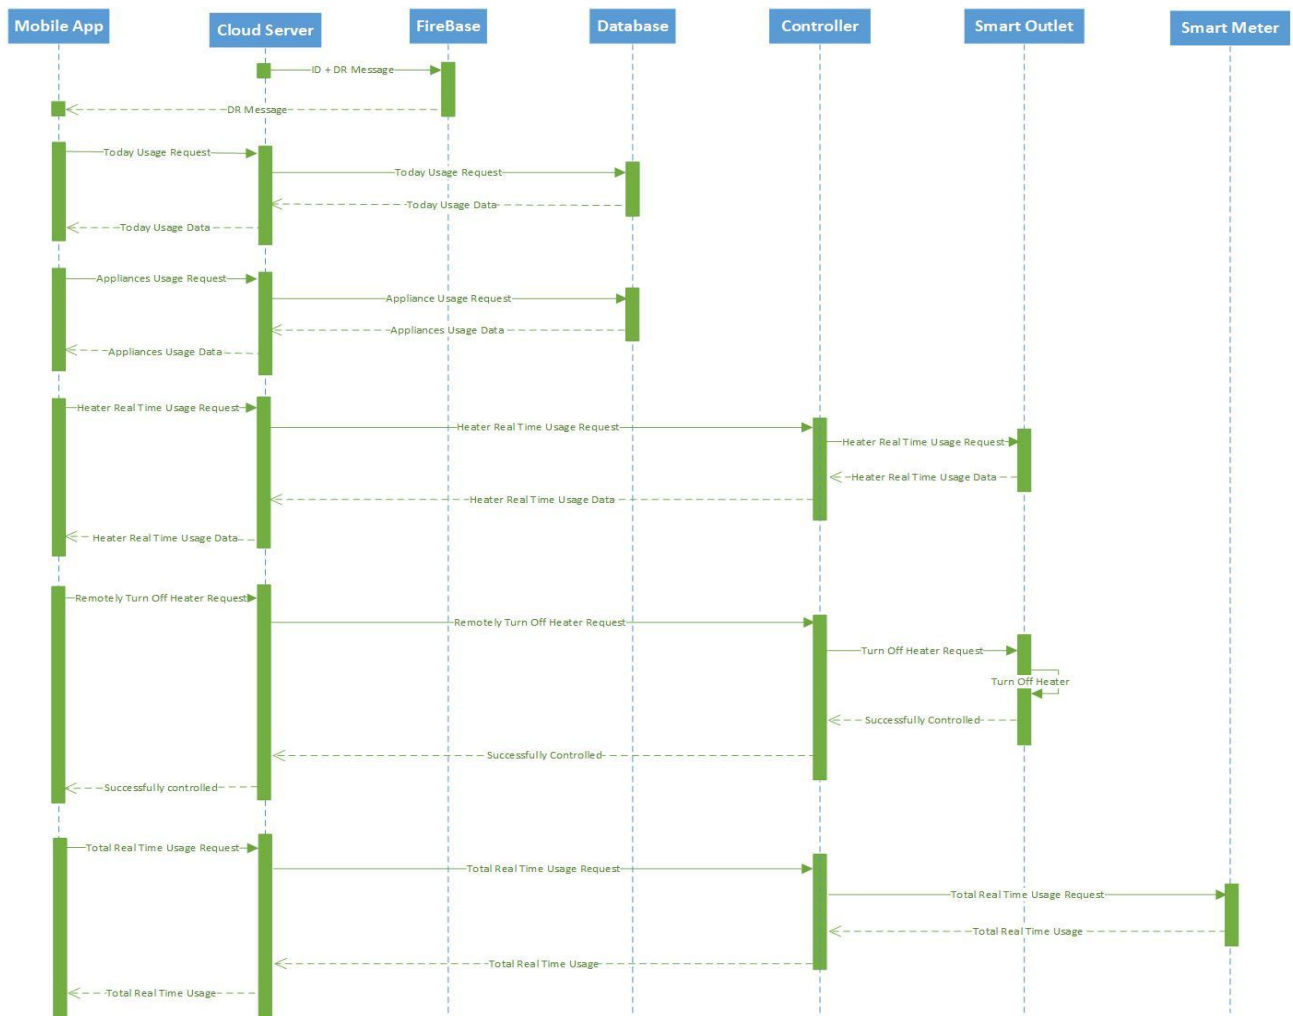 Mobile App
Cloud Server
FireBase
Database
Controller
Smart Outlet
Smart Meter
ID + DR Message
DR Message
Today Usage Request
Today Usage Request
Today Usage Data
Today Usage Data
Appliances Usage Request
Appliance Usage Request
Appliances Usage Data
Appliances Usage Data
Heater Real Time Usage Request
Heater Real Time Usage Request
Heater Real Time Usage Request
Heater Real Time Usage Data
Heater Real Time Usage Data
Heater Real Time Usage Data
Remotely Turn Off Heater Request
Remotely Turn Off Heater Request
Turn Off Heater Request
Turn Off Heater
Successfully Controlled
Successfully Controlled
Successfully controlled
Total Real Time Usage Request
Total Real Time Usage Request
Total Real Time Usage Request
Total Real Time Usage
Total Real Time Usage
Total Real Time Usage